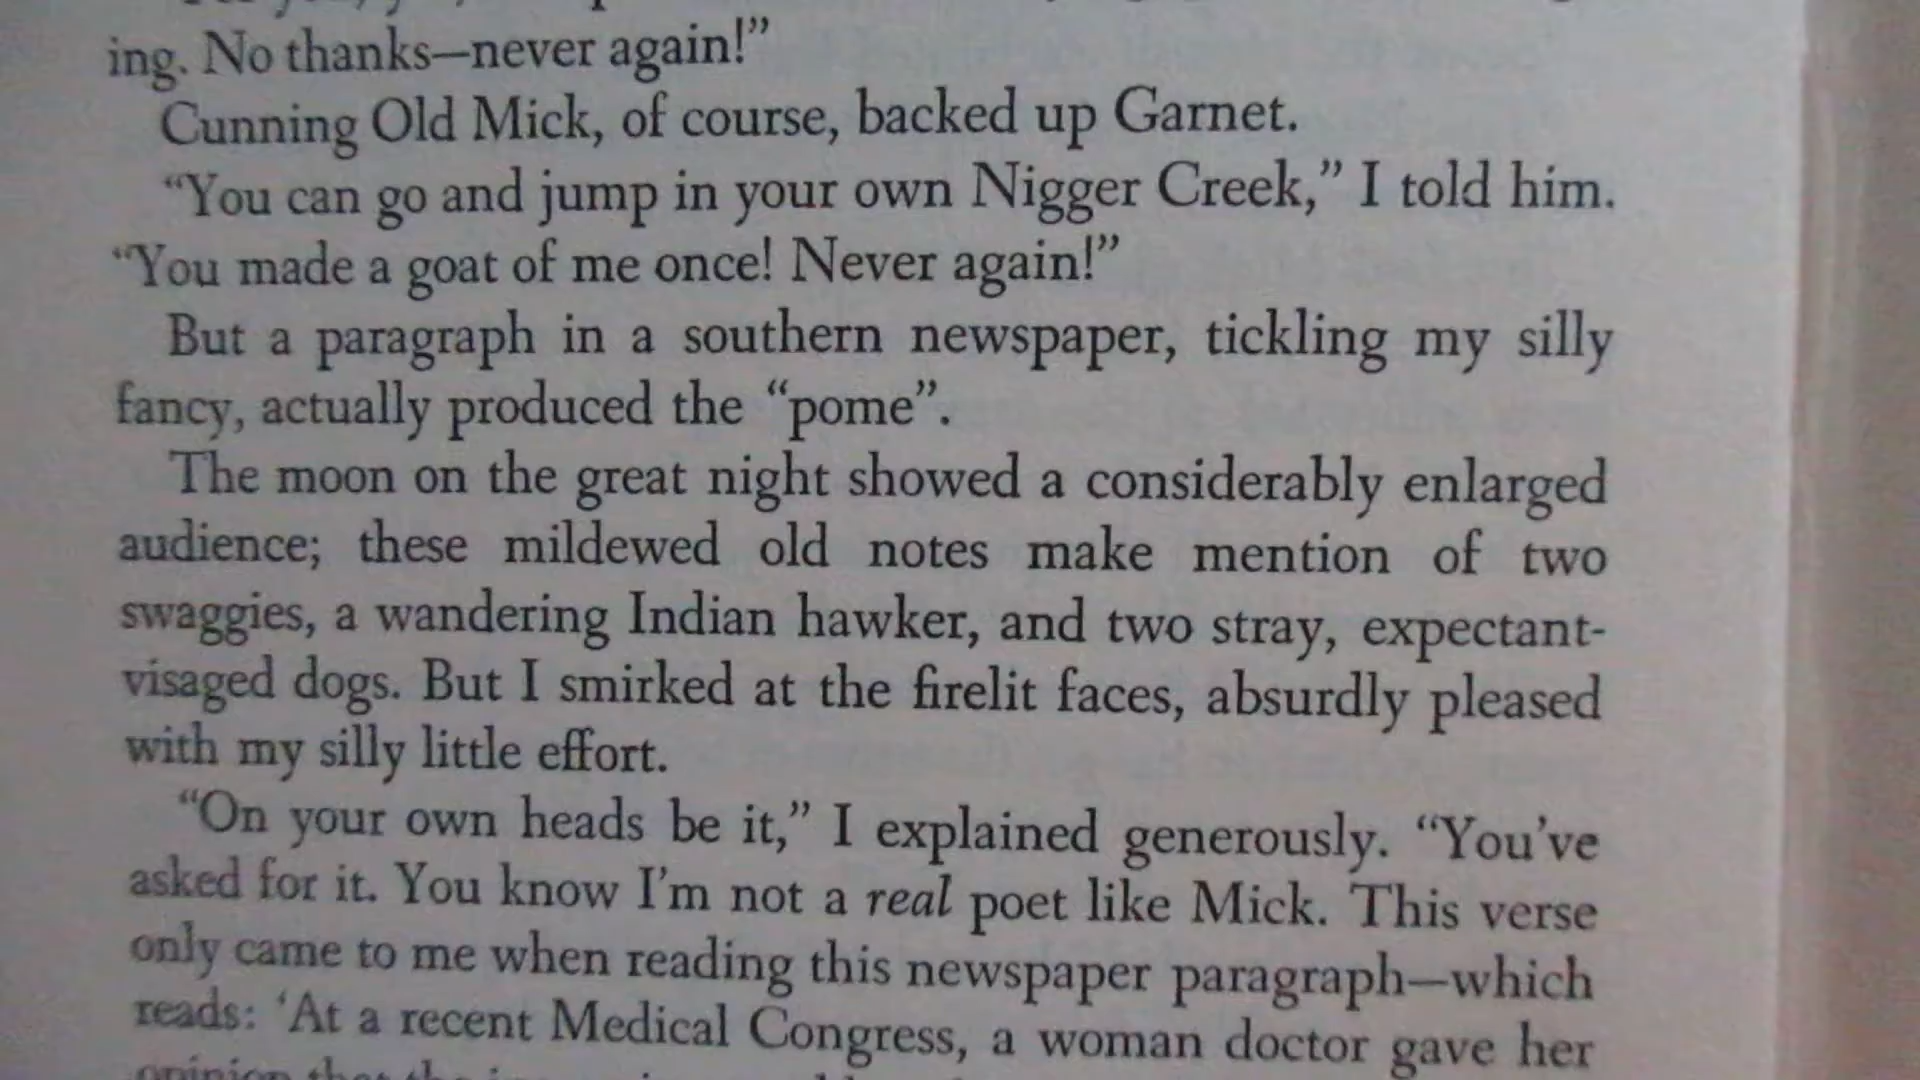 ing. No thanks—never again!”
Cunning Old Mick, of course, backed up Garnet.
“You can go and jump in your own Nigger Creek,” I told him.
“You made a goat of me once! Never again!”
But a paragraph in a southern newspaper, tickling my silly
fancy, actually produced the “pome”.
The moon on the great night showed a considerably enlarged
audience; these mildewed old notes make mention of two
swaggies, a wandering Indian hawker, and two stray, expectant-
visaged dogs. But I smirked at the firelit faces, absurdly pleased
with my silly little effort.
“On your own heads be it,” I explained generously. “You’ve
asked for it. You know I’m not a real poet like Mick. This verse
only came to me when reading this newspaper paragraph—which
reads: ‘At a recent Medical Congress, a woman doctor gave her
opinion that the